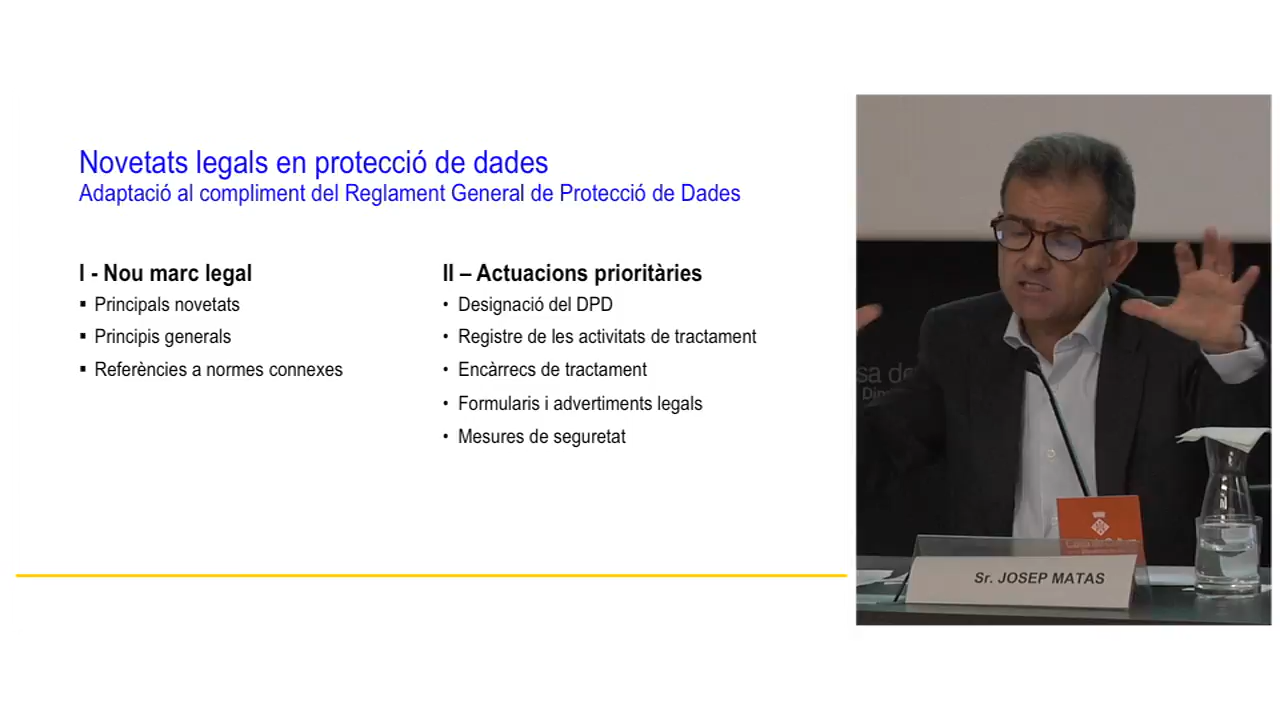 Novetats legals en protecció de dades
Adaptació al compliment del Reglament General de Protecció de Dades
I - Nou marc legal
▪ Principals novetats
▪ Principis generals
▪ Referències a normes connexes
II – Actuacions prioritàries
• Designació del DPD
• Registre de les activitats de tractament
• Encàrrecs de tractament
• Formularis i advertiments legals
• Mesures de seguretat
Sr. JOSEP MATAS